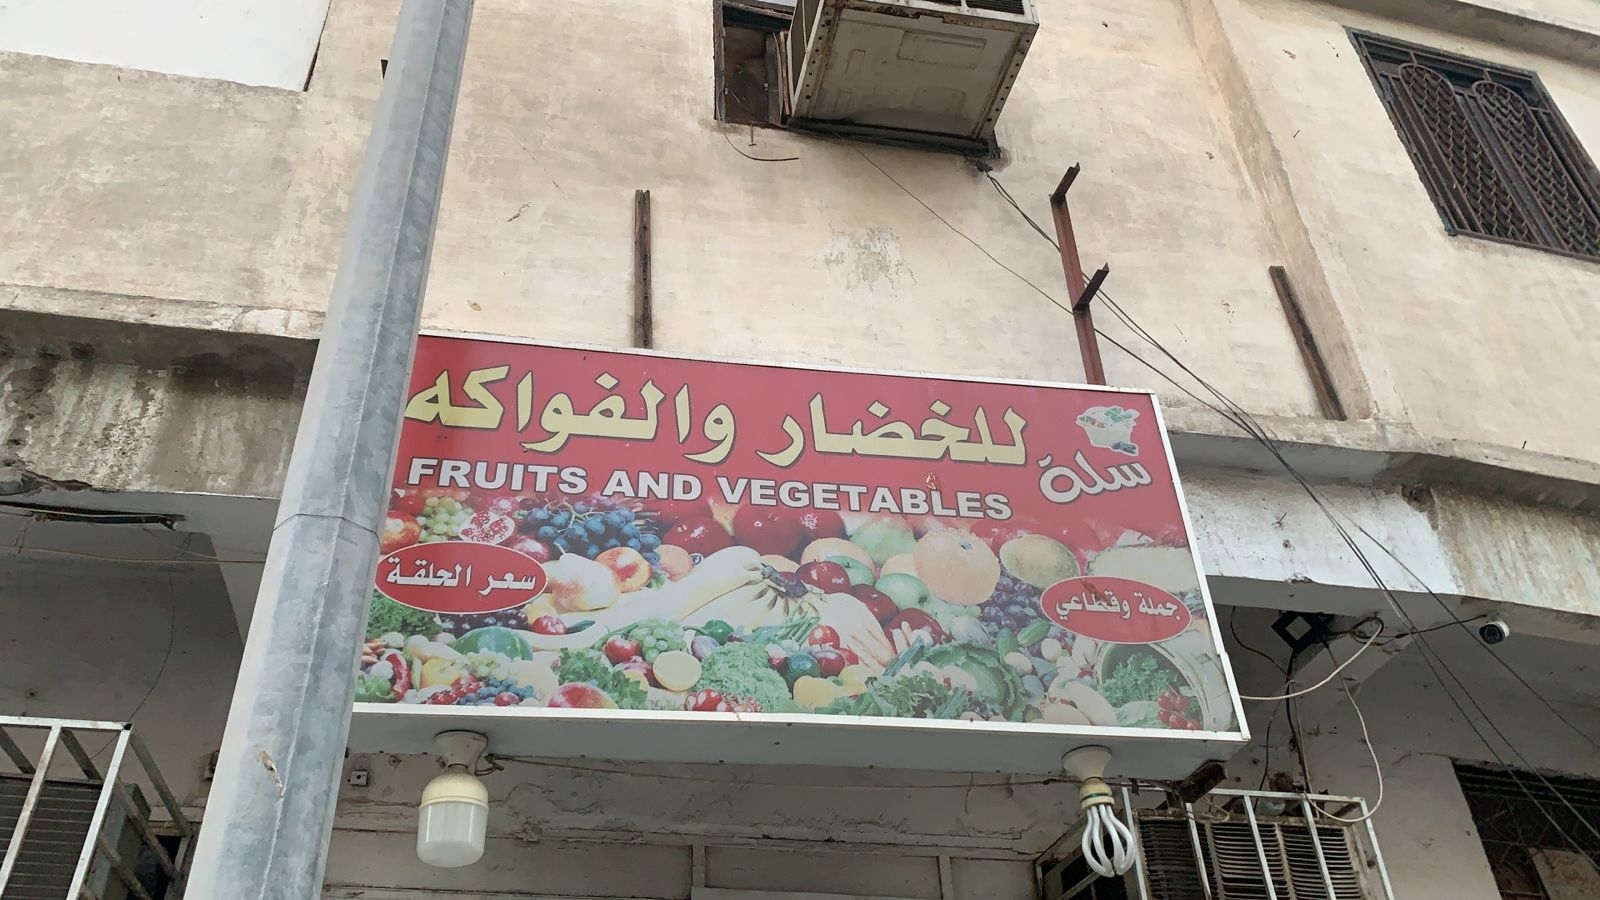 سلة
للخضار والفواكه
FRUITS AND VEGETABLES
جملة وقطاعي
سعر الحلقة